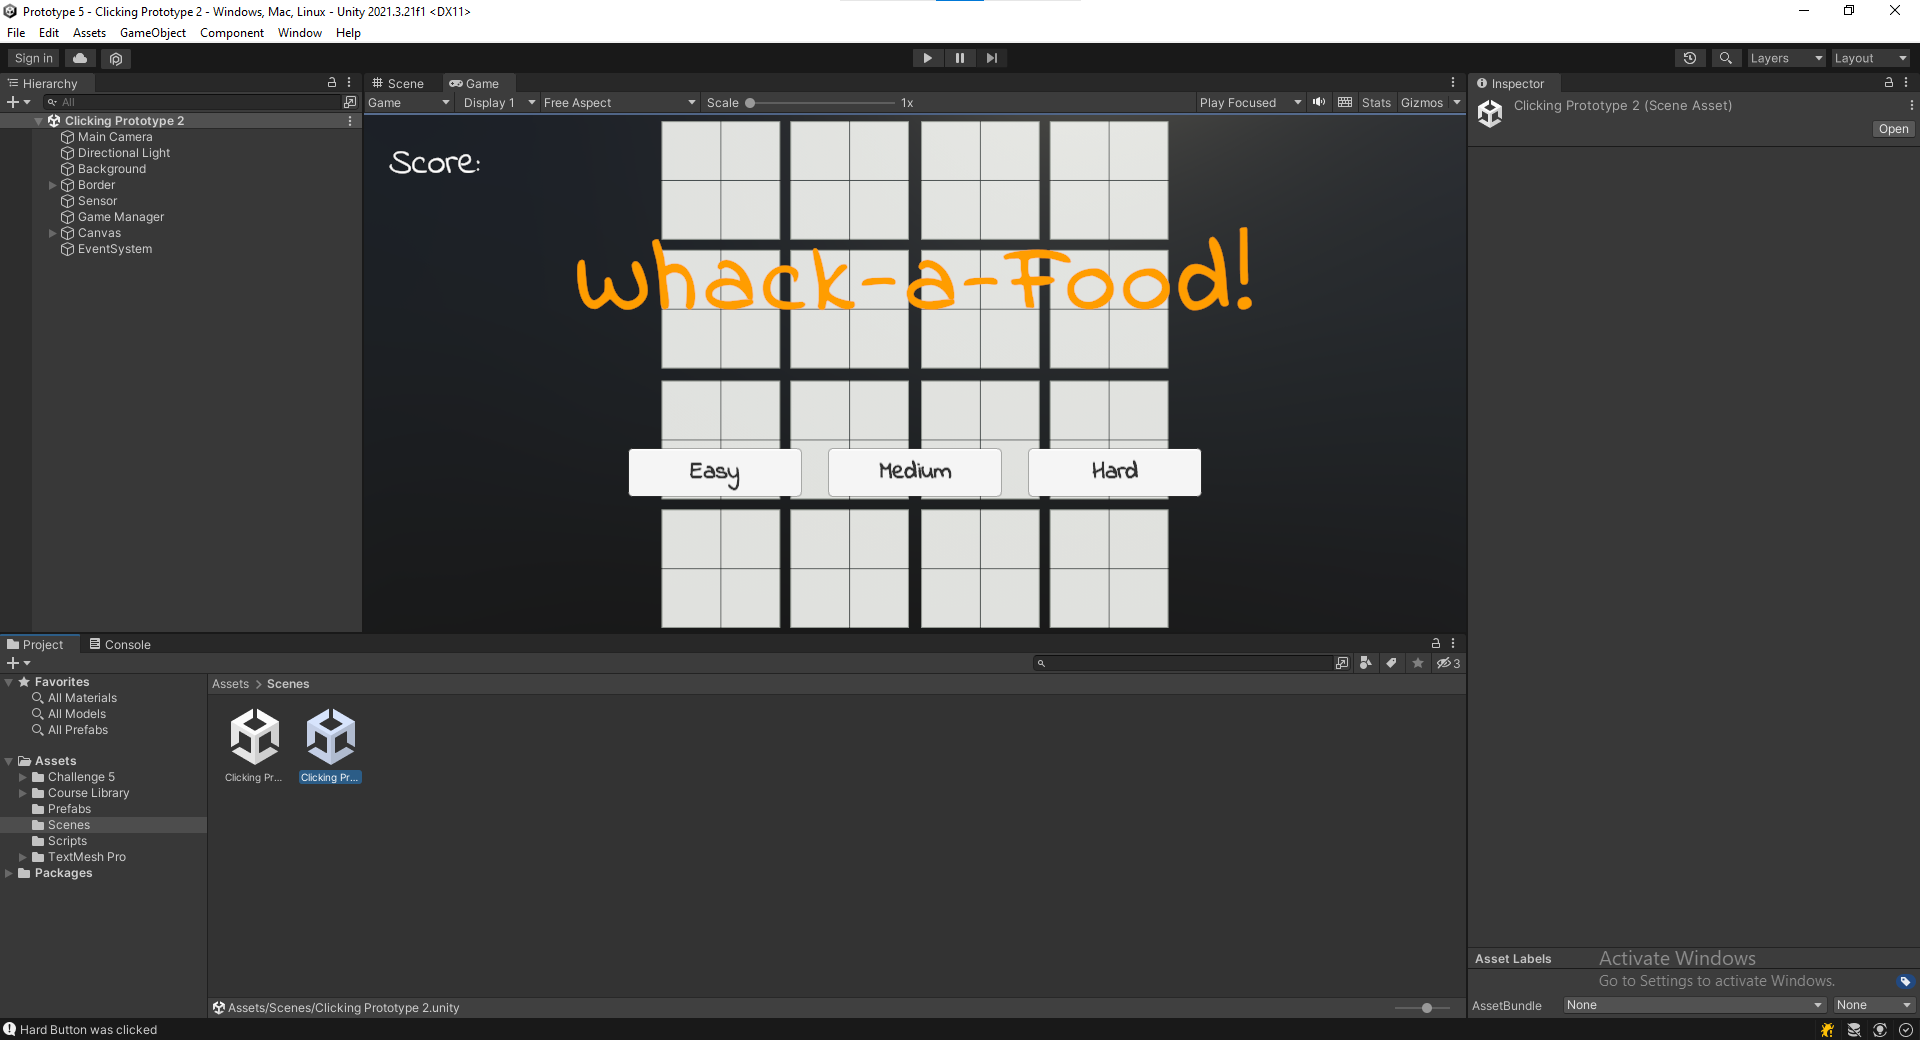 Prototype 5 - Clicking Prototype 2 - Windows, Mac, Linux - Unity 2021.3.21f1 <DX11>
File Edit Assets GameObject Component Window Help
Sign in
Layers
Layout
Hierarchy
All
Clicking Prototype 2
Main Camera
Directional Light
Background
Border
Sensor
Game Manager
Canvas
EventSystem
Scene
Game
Game
Display 1
Free Aspect
Scale
1x
Play Focused
Stats
Gizmos
Score:
Whack-a-Food!
Easy
Medium
Hard
Inspector
Clicking Prototype 2 (Scene Asset)
Open
Project
Console
3
Favorites
All Materials
All Models
All Prefabs
Assets
Challenge 5
Course Library
Prefabs
Scenes
Scripts
TextMesh Pro
Packages
Assets > Scenes
Clicking Pr...
Clicking Pr...
Assets/Scenes/Clicking Prototype 2.unity
Asset Labels
Activate Windows
Go to Settings to activate Windows.
AssetBundle
None
None
Hard Button was clicked